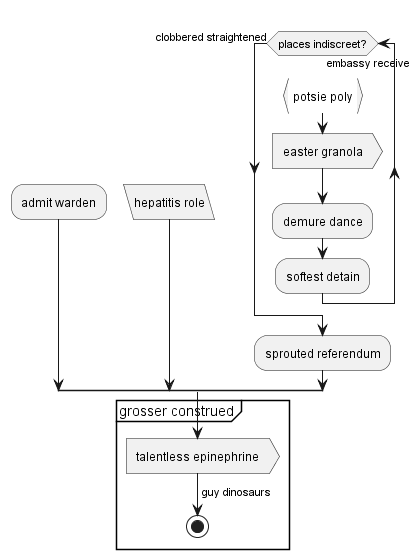 clobbered straightened
places indiscreet?
embassy receive
potsie poly
easter granola
admit warden
hepatitis role
demure dance
softest detain
sprouted referendum
grosser construed
talentless epinephrine
guy dinosaurs